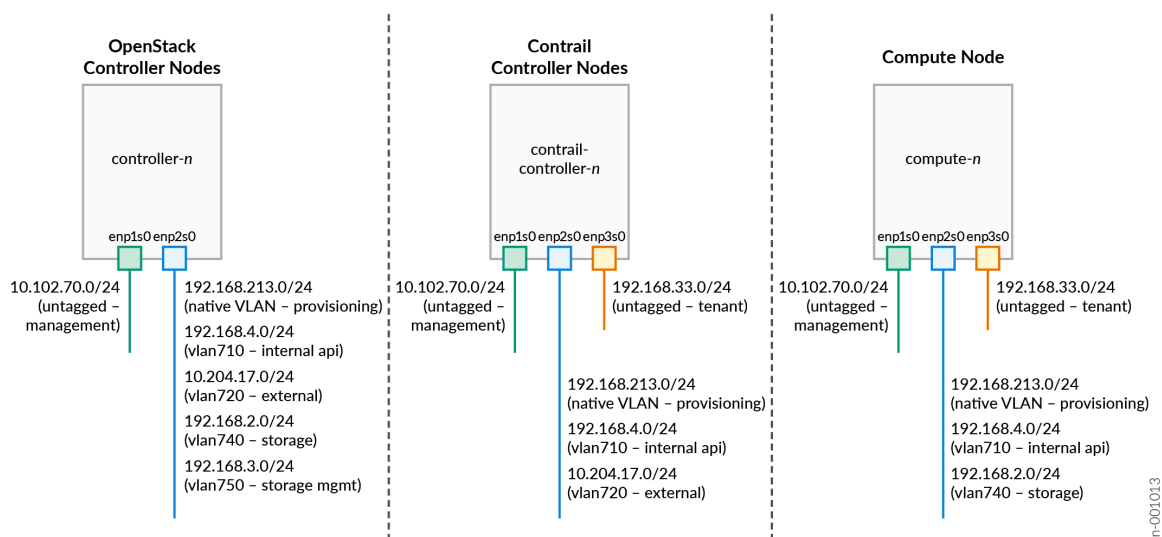 OpenStack
Controller Nodes
controller-n
enp1s0 enp2s0
10.102.70.0/24
(untagged –
management)
192.168.213.0/24
(native VLAN – provisioning)
192.168.4.0/24
(vlan710 – internal api)
10.204.17.0/24
(vlan720 – external)
192.168.2.0/24
(vlan740 – storage)
192.168.3.0/24
(vlan750 – storage mgmt)
Contrail
Controller Nodes
contrail-
controller-n
enp1s0 enp2s0 enp3s0
10.102.70.0/24
(untagged –
management)
192.168.33.0/24
(untagged – tenant)
192.168.213.0/24
(native VLAN – provisioning)
192.168.4.0/24
(vlan710 – internal api)
10.204.17.0/24
(vlan720 – external)
Compute Node
compute-n
enp1s0 enp2s0 enp3s0
10.102.70.0/24
(untagged –
management)
192.168.33.0/24
(untagged – tenant)
192.168.213.0/24
(native VLAN – provisioning)
192.168.4.0/24
(vlan710 – internal api)
192.168.2.0/24
(vlan740 – storage)
n-001013